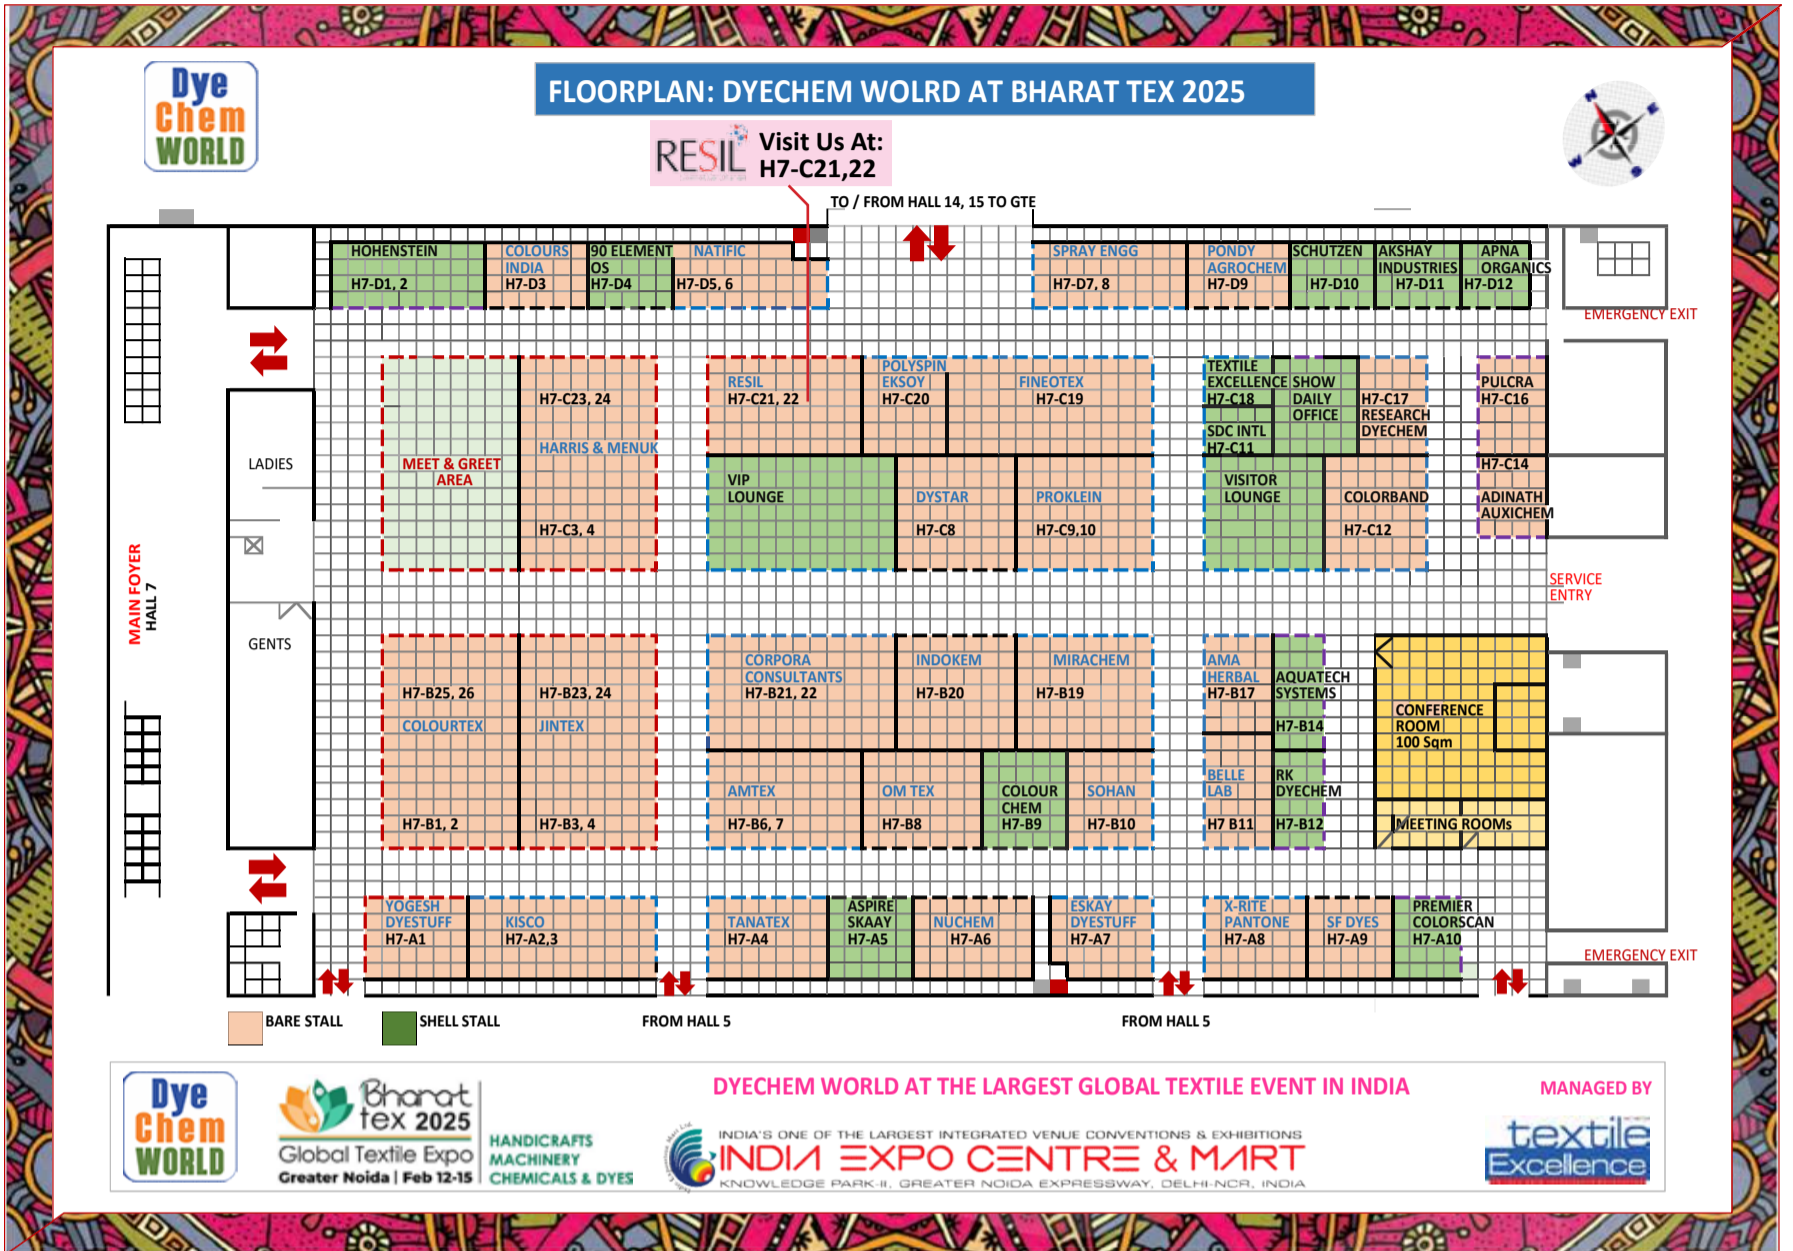 Dye
Chem
WORLD
FLOORPLAN: DYECHEM WOLRD AT BHARAT TEX 2025
RESIL
Visit Us At:
H7-C21,22
N
E
W
S
TO / FROM HALL 14, 15 TO GTE
HOHENSTEIN
H7-D1, 2
COLOURS
INDIA
H7-D3
90 ELEMENT
OS
H7-D4
NATIFIC
H7-D5, 6
SPRAY ENGG
H7-D7, 8
PONDY
AGROCHEM
H7-D9
SCHUTZEN
H7-D10
AKSHAY
INDUSTRIES
H7-D11
APNA
ORGANICS
H7-D12
EMERGENCY EXIT
MEET & GREET
AREA
H7-C23, 24
HARRIS & MENUK
H7-C3, 4
RESIL
H7-C21, 22
POLYSPIN
EKSOY
H7-C20
FINEOTEX
H7-C19
TEXTILE
EXCELLENCE
H7-C18
SDC INTL
H7-C11
SHOW
DAILY
OFFICE
H7-C17
RESEARCH
DYECHEM
PULCRA
H7-C16
H7-C14
ADINATH
AUXICHEM
VIP
LOUNGE
DYSTAR
H7-C8
PROKLEIN
H7-C9,10
VISITOR
LOUNGE
COLORBAND
H7-C12
LADIES
MAIN FOYER
HALL 7
GENTS
SERVICE
ENTRY
H7-B25, 26
COLOURTEX
H7-B1, 2
H7-B23, 24
JINTEX
H7-B3, 4
CORPORA
CONSULTANTS
H7-B21, 22
INDOKEM
H7-B20
MIRACHEM
H7-B19
AMA
HERBAL
H7-B17
AQUATECH
SYSTEMS
H7-B14
CONFERENCE
ROOM
100 Sqm
AMTEX
H7-B6, 7
OM TEX
H7-B8
COLOUR
CHEM
H7-B9
SOHAN
H7-B10
BELLE
LAB
H7 B11
RK
DYECHEM
H7-B12
MEETING ROOMs
YOGESH
DYESTUFF
H7-A1
KISCO
H7-A2,3
TANATEX
H7-A4
ASPIRE
SKAAY
H7-A5
NUCHEM
H7-A6
ESKAY
DYESTUFF
H7-A7
X-RITE
PANTONE
H7-A8
SF DYES
H7-A9
PREMIER
COLORSCAN
H7-A10
EMERGENCY EXIT
BARE STALL
SHELL STALL
FROM HALL 5
FROM HALL 5
Dye
Chem
WORLD
Bharat
tex 2025
Global Textile Expo
Greater Noida | Feb 12-15
HANDICRAFTS
MACHINERY
CHEMICALS & DYES
DYECHEM WORLD AT THE LARGEST GLOBAL TEXTILE EVENT IN INDIA
INDIA'S ONE OF THE LARGEST INTEGRATED VENUE CONVENTIONS & EXHIBITIONS
INDIA EXPO CENTRE & MART
KNOWLEDGE PARK-II, GREATER NOIDA EXPRESSWAY, DELHI-NCR, INDIA
MANAGED BY
textile
Excellence